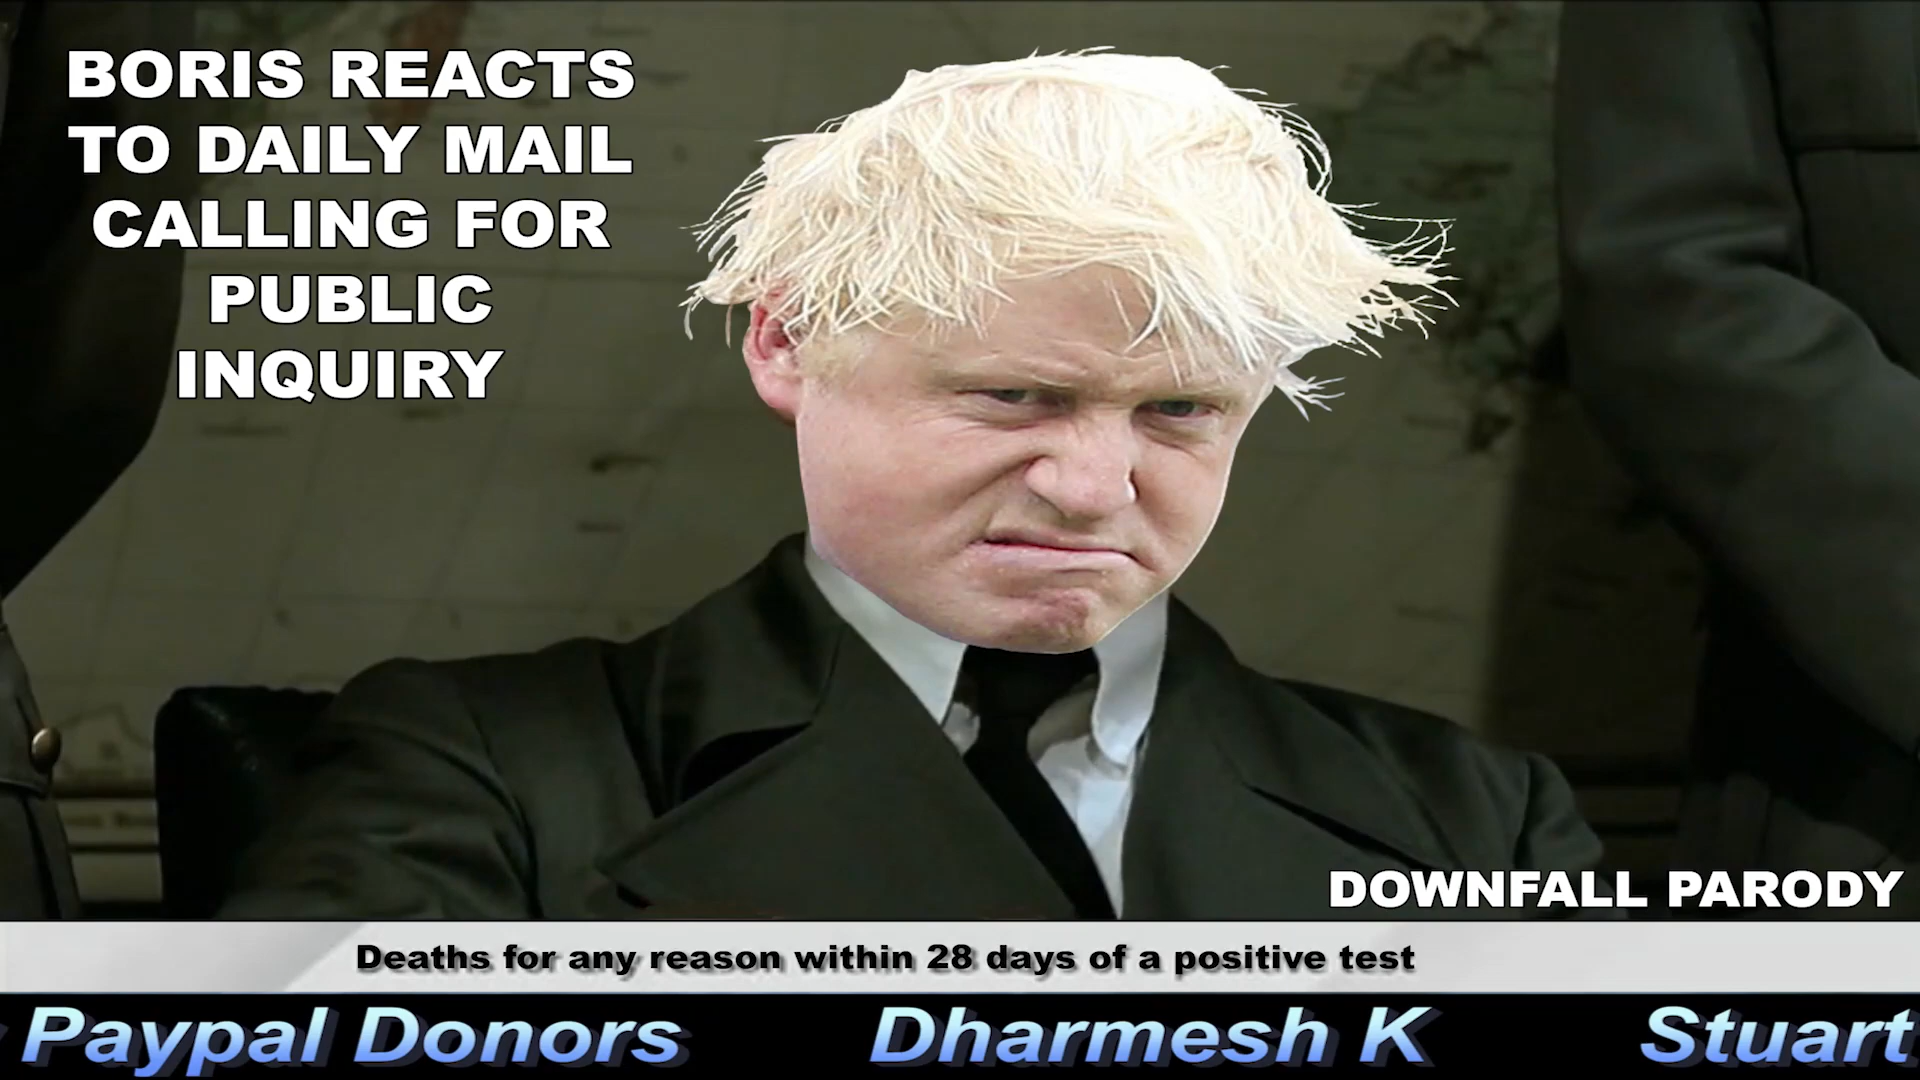 BORIS REACTS
TO DAILY MAIL
CALLING FOR
PUBLIC
INQUIRY
DOWNFALL PARODY
Deaths for any reason within 28 days of a positive test
Paypal Donors Dharmesh K Stuart